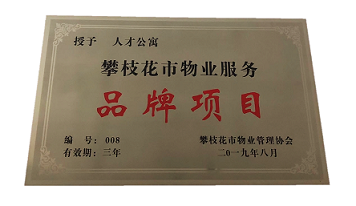 授予 人才公寓
攀枝花市物业服务
品牌项目
编 号：008 攀枝花市物业管理协会
有效期：三年 二0一九年八月